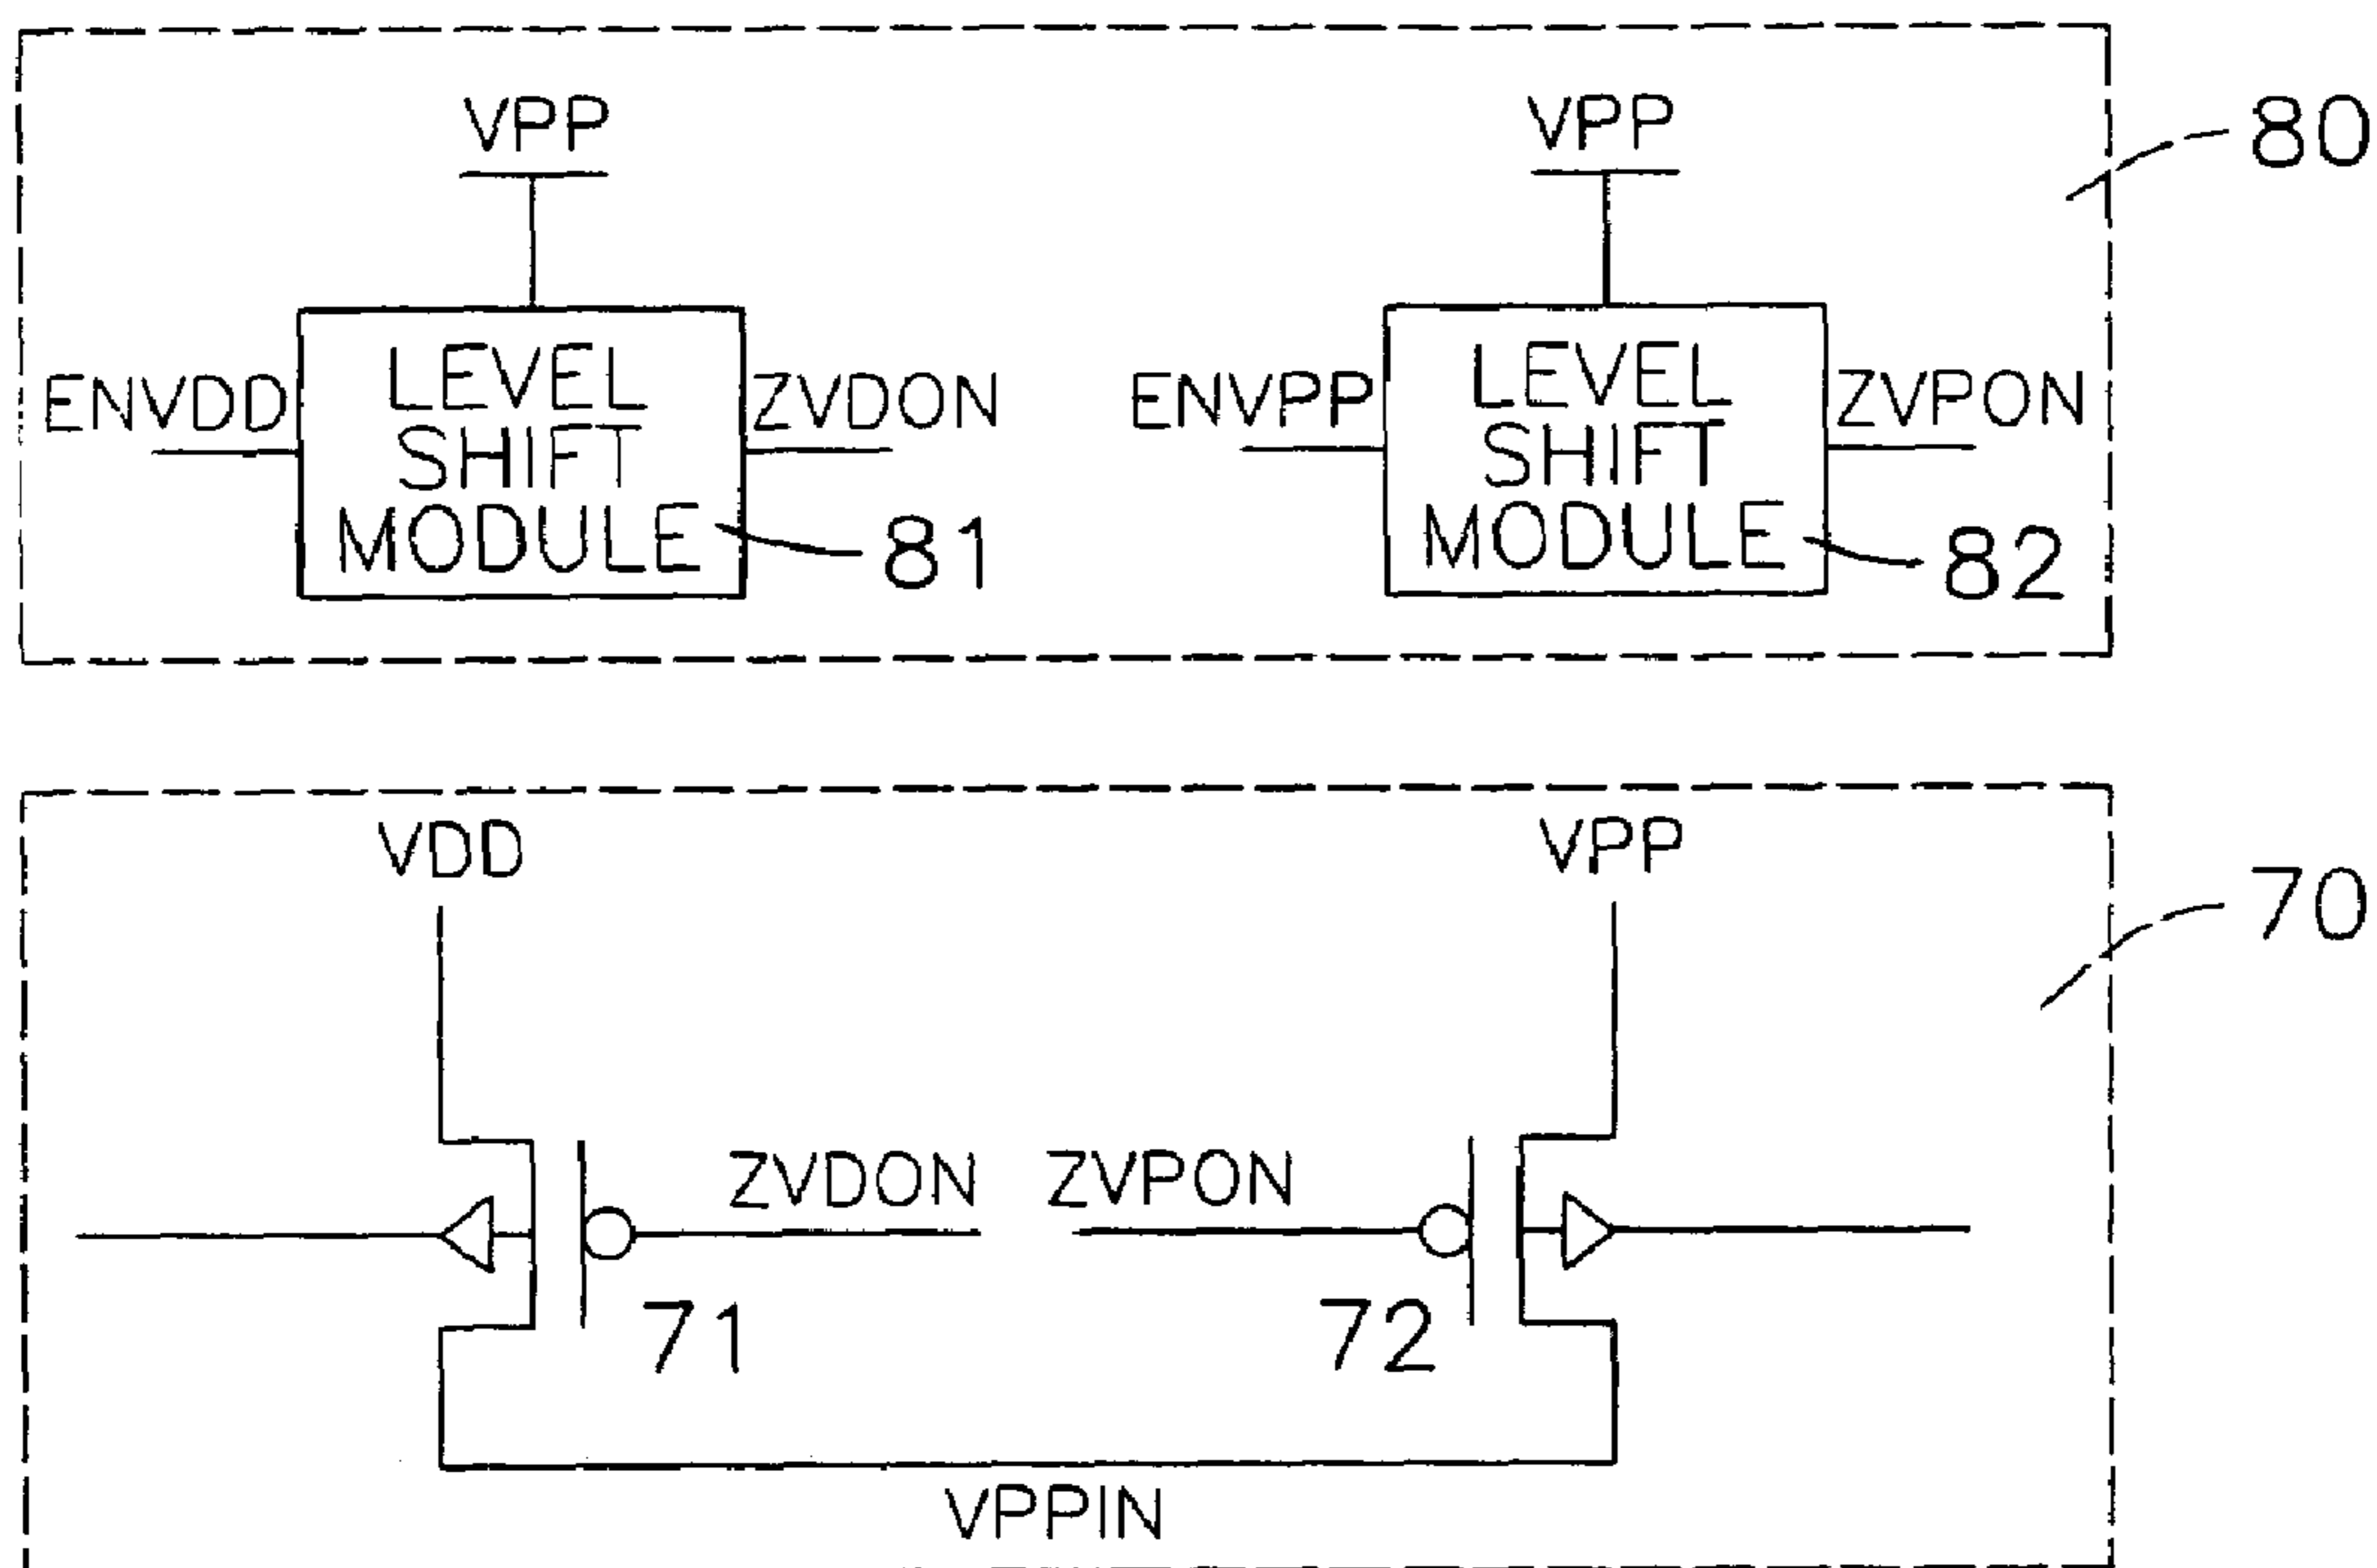 VPP
VPP
80
ENVDD
LEVEL
SHIFT
MODULE
ZVDON
81
ENVPP
LEVEL
SHIFT
MODULE
ZVPON
82
VDD
VPP
70
ZVDON
ZVPON
71
72
VPPIN